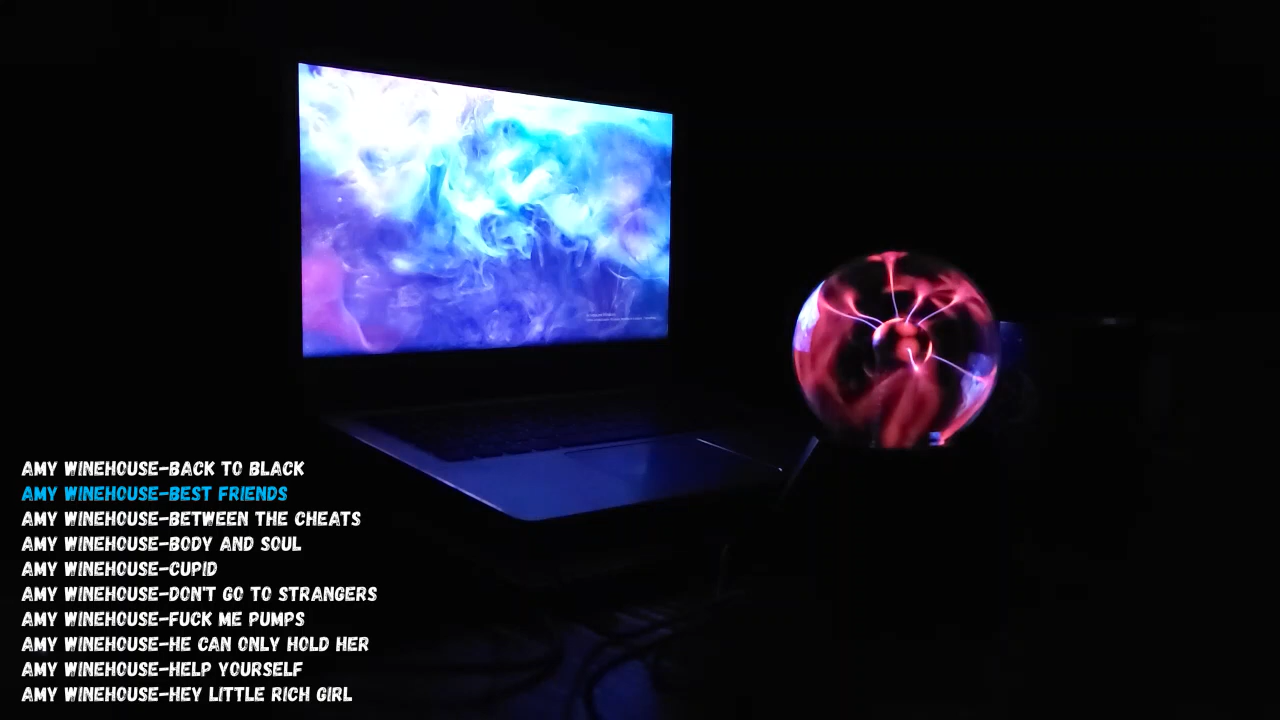 AMY WINEHOUSE-BACK TO BLACK
AMY WINEHOUSE-BEST FRIENDS
AMY WINEHOUSE-BETWEEN THE CHEATS
AMY WINEHOUSE-BODY AND SOUL
AMY WINEHOUSE-CUPID
AMY WINEHOUSE-DON'T GO TO STRANGERS
AMY WINEHOUSE-FUCK ME PUMPS
AMY WINEHOUSE-HE CAN ONLY HOLD HER
AMY WINEHOUSE-HELP YOURSELF
AMY WINEHOUSE-HEY LITTLE RICH GIRL